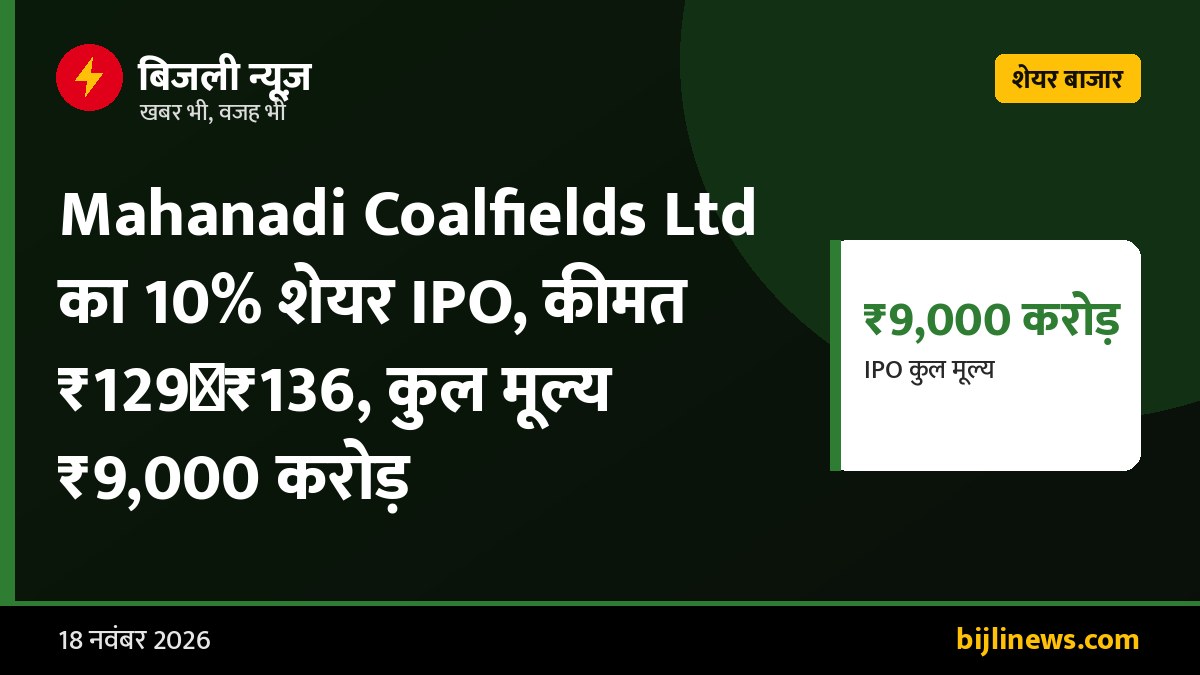 बिजली न्यूज़
खबर भी, वजह भी
शेयर बाजार
Mahanadi Coalfields Ltd
का 10% शेयर IPO, कीमत
₹129₹136, कुल मूल्य
₹9,000 करोड़
₹9,000 करोड़
IPO कुल मूल्य
18 नवंबर 2026
bijlinews.com